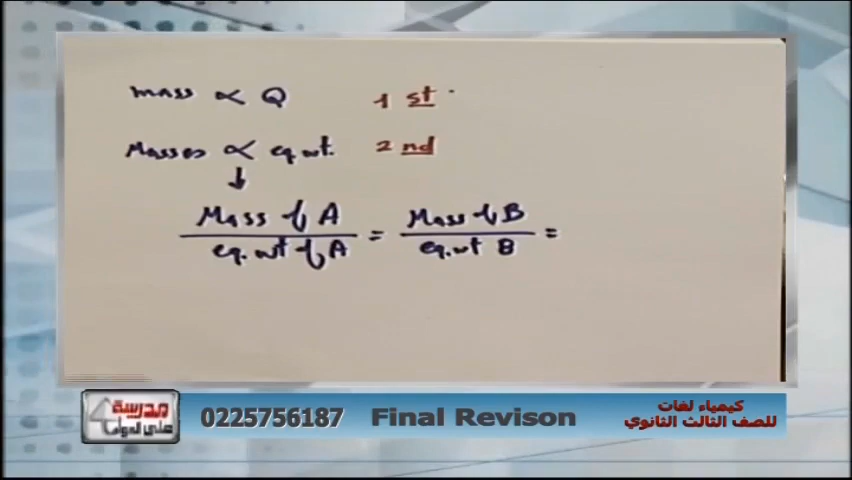 mass ∝ Q 1 st
Masses ∝ eq wt. 2 nd
↓
Mass of A / eq. wt of A = Mass of B / eq. wt B =
مدرسة
على الهواء
0225756187 Final Revison
كيمياء لغات
للصف الثالث الثانوي